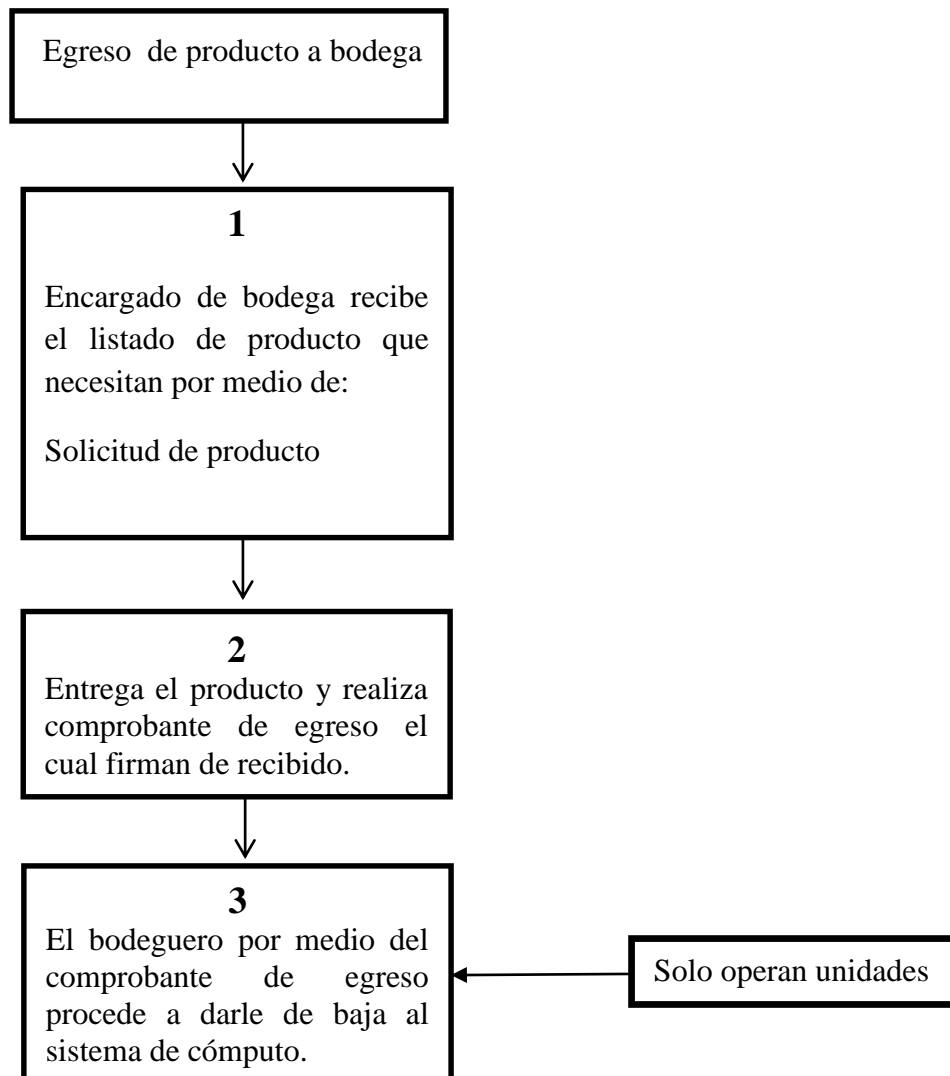 Egreso de producto a bodega
1
Encargado de bodega recibe
el listado de producto que
necesitan por medio de:
Solicitud de producto
2
Entrega el producto y realiza
comprobante de egreso el
cual firman de recibido.
3
El bodeguero por medio del
comprobante de egreso
procede a darle de baja al
sistema de cómputo.
Solo operan unidades